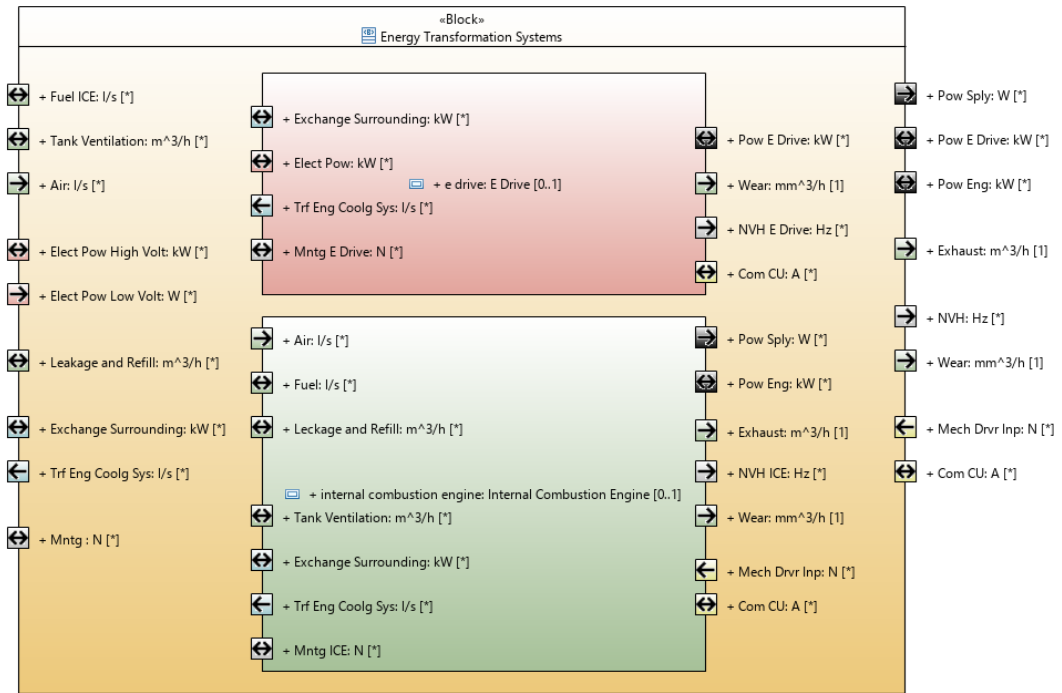 «Block»
Energy Transformation Systems
+ Fuel ICE: l/s [*]
+ Tank Ventilation: m^3/h [*]
+ Air: l/s [*]
+ Elect Pow High Volt: kW [*]
+ Elect Pow Low Volt: W [*]
+ Leakage and Refill: m^3/h [*]
+ Exchange Surrounding: kW [*]
+ Trf Eng Coolg Sys: l/s [*]
+ Mntg : N [*]
+ Exchange Surrounding: kW [*]
+ Elect Pow: kW [*]
+ e drive: E Drive [0..1]
+ Trf Eng Coolg Sys: l/s [*]
+ Mntg E Drive: N [*]
+ Pow E Drive: kW [*]
+ Wear: mm^3/h [1]
+ NVH E Drive: Hz [*]
+ Com CU: A [*]
+ Air: l/s [*]
+ Fuel: l/s [*]
+ Leckage and Refill: m^3/h [*]
+ internal combustion engine: Internal Combustion Engine [0..1]
+ Tank Ventilation: m^3/h [*]
+ Exchange Surrounding: kW [*]
+ Trf Eng Coolg Sys: l/s [*]
+ Mntg ICE: N [*]
+ Pow Sply: W [*]
+ Pow Eng: kW [*]
+ Exhaust: m^3/h [1]
+ NVH ICE: Hz [*]
+ Wear: mm^3/h [1]
+ Mech Drvr Inp: N [*]
+ Com CU: A [*]
+ Pow Sply: W [*]
+ Pow E Drive: kW [*]
+ Pow Eng: kW [*]
+ Exhaust: m^3/h [1]
+ NVH: Hz [*]
+ Wear: mm^3/h [1]
+ Mech Drvr Inp: N [*]
+ Com CU: A [*]